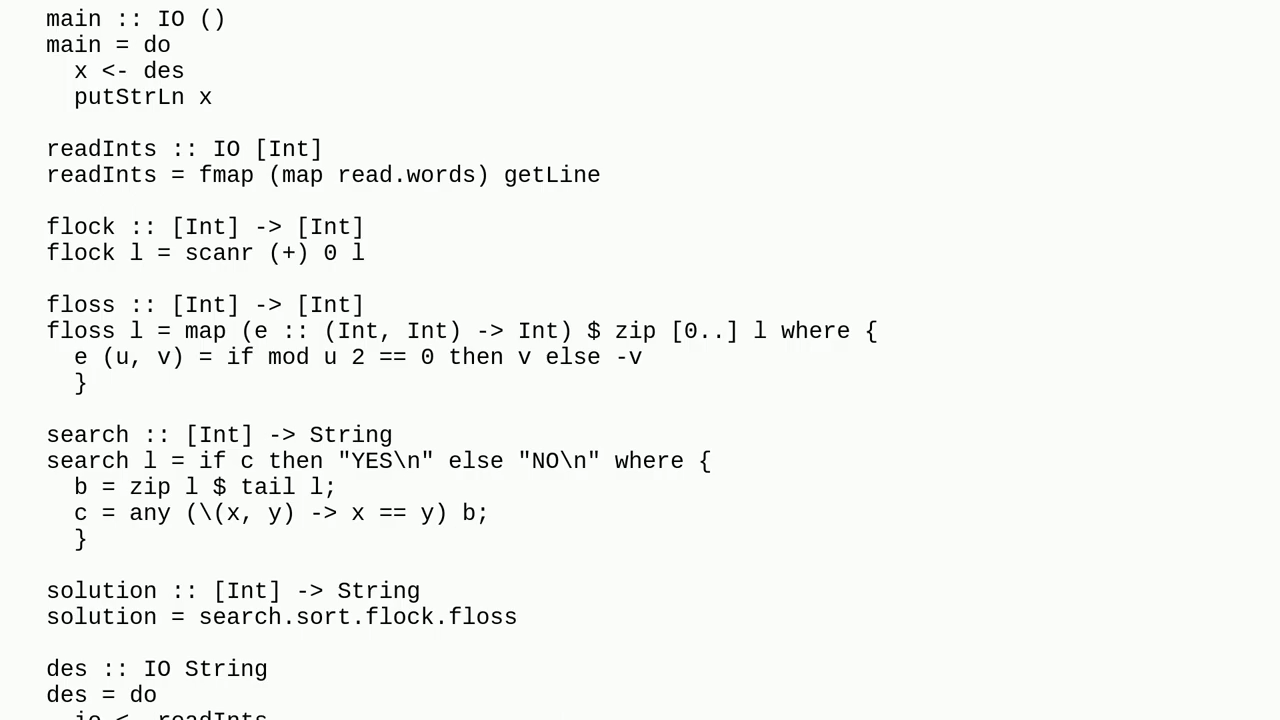 main :: IO ()
main = do
  x <- des
  putStrLn x

readInts :: IO [Int]
readInts = fmap (map read.words) getLine

flock :: [Int] -> [Int]
flock l = scanr (+) 0 l

floss :: [Int] -> [Int]
floss l = map (e :: (Int, Int) -> Int) $ zip [0..] l where {
  e (u, v) = if mod u 2 == 0 then v else -v
  }

search :: [Int] -> String
search l = if c then "YES\n" else "NO\n" where {
  b = zip l $ tail l;
  c = any (\(x, y) -> x == y) b;
  }

solution :: [Int] -> String
solution = search.sort.flock.floss

des :: IO String
des = do
  io <- readInts